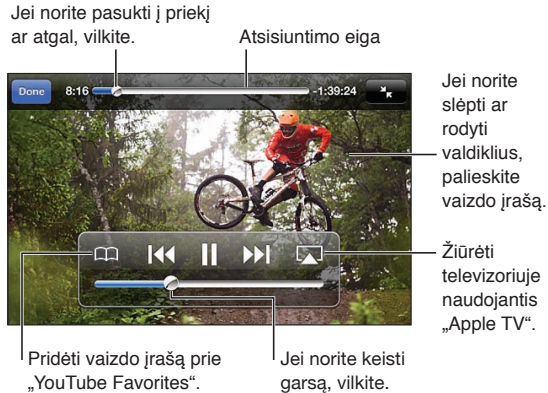 Jei norite pasukti į priekį
ar atgal, vilkite.
Atsisiuntimo eiga
Done
8:16
-1:39:24
Jei norite
slėpti ar
rodyti
valdiklius,
palieskite
vaizdo įrašą.
Žiūrėti
televizoriuje
naudojantis
„Apple TV“.
Pridėti vaizdo įrašą prie
„YouTube Favorites“.
Jei norite keisti
garsą, vilkite.